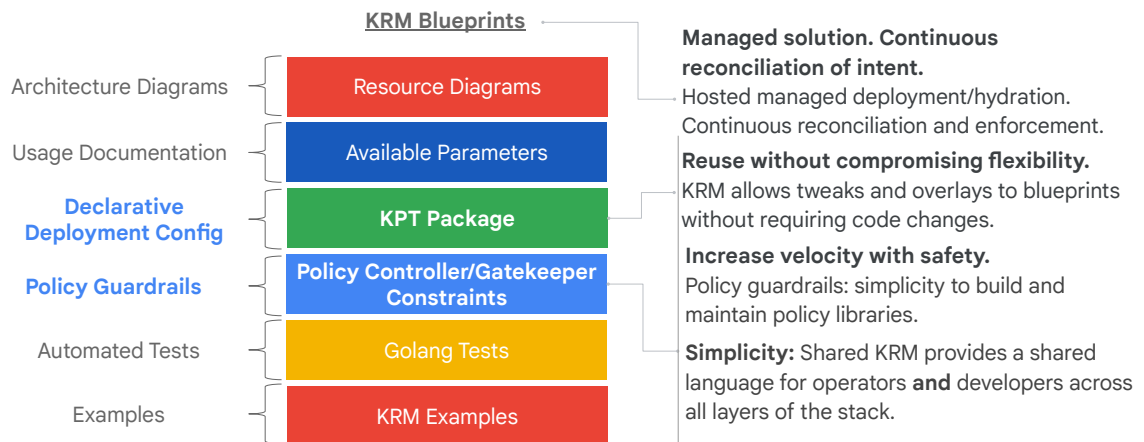 KRM Blueprints
Architecture Diagrams
Resource Diagrams
Usage Documentation
Available Parameters
Declarative
Deployment Config
KPT Package
Policy Guardrails
Policy Controller/Gatekeeper
Constraints
Automated Tests
Golang Tests
Examples
KRM Examples
Managed solution. Continuous
reconciliation of intent.
Hosted managed deployment/hydration.
Continuous reconciliation and enforcement.
Reuse without compromising flexibility.
KRM allows tweaks and overlays to blueprints
without requiring code changes.
Increase velocity with safety.
Policy guardrails: simplicity to build and
maintain policy libraries.
Simplicity: Shared KRM provides a shared
language for operators and developers across
all layers of the stack.